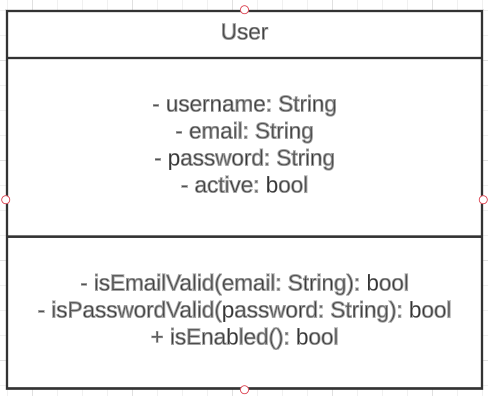 User
- username: String
- email: String
- password: String
- active: bool
- isEmailValid(email: String): bool
- isPasswordValid(password: String): bool
+ isEnabled(): bool